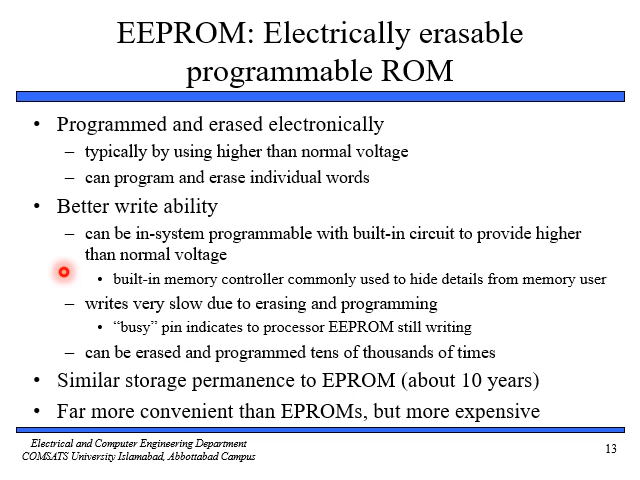 EEPROM: Electrically erasable
programmable ROM
• Programmed and erased electronically
– typically by using higher than normal voltage
– can program and erase individual words
• Better write ability
– can be in-system programmable with built-in circuit to provide higher
than normal voltage
• built-in memory controller commonly used to hide details from memory user
– writes very slow due to erasing and programming
• “busy” pin indicates to processor EEPROM still writing
– can be erased and programmed tens of thousands of times
• Similar storage permanence to EPROM (about 10 years)
• Far more convenient than EPROMs, but more expensive
Electrical and Computer Engineering Department
COMSATS University Islamabad, Abbottabad Campus
13